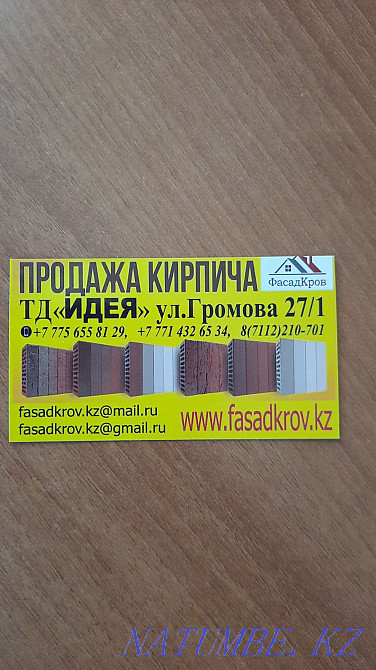 ПРОДАЖА КИРПИЧА
ФасадКров
ТД«ИДЕЯ» ул.Громова 27/1
+7 775 655 81 29, +7 771 432 65 34, 8(7112)210-701
fasadkrov.kz@mail.ru
fasadkrov.kz@gmail.ru
www.fasadkrov.kz
NATUMBE.KZ